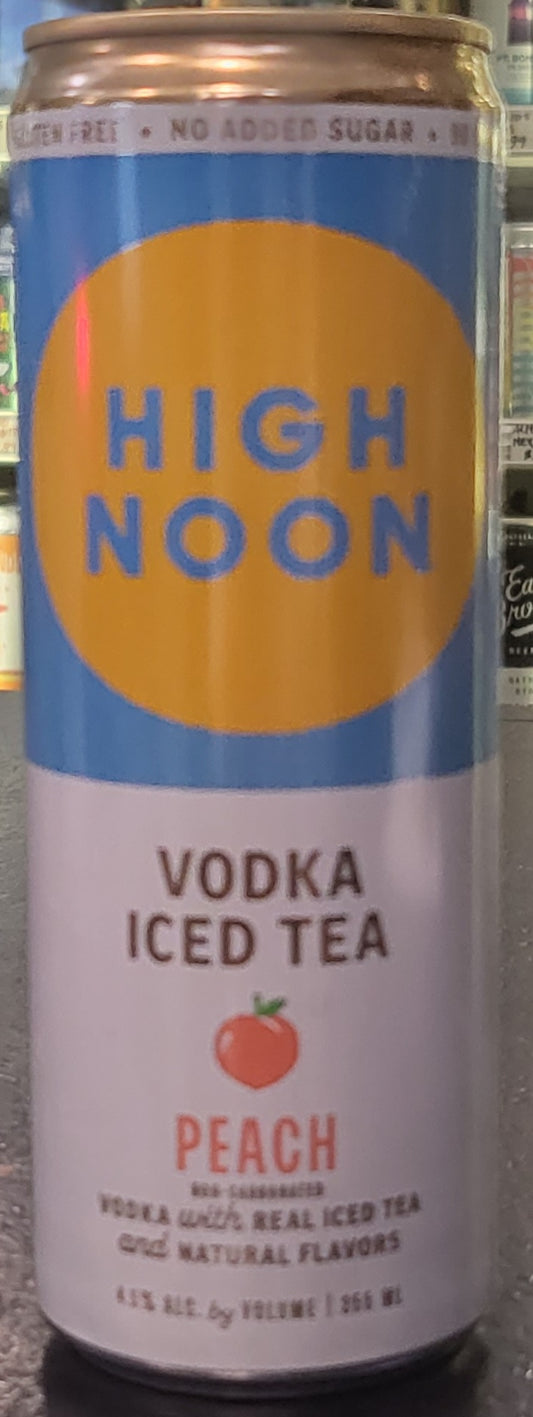 GLUTEN FREE • NO ADDED SUGAR •
HIGH
NOON
VODKA
ICED TEA
PEACH
NON-CARBONATED
VODKA with REAL ICED TEA
and NATURAL FLAVORS
4.5% ALC. by VOLUME | 355 ML
Ea